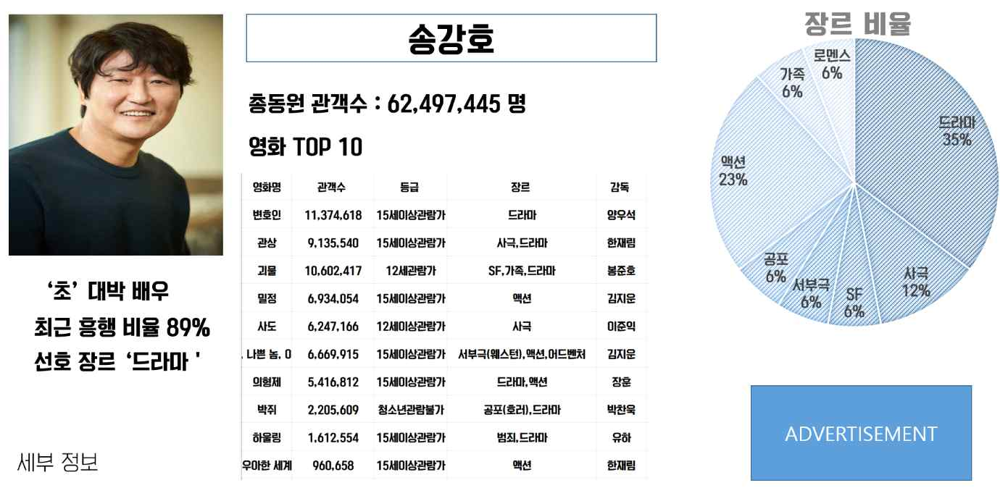 송강호
총동원 관객수 : 62,497,445 명
영화 TOP 10
영화명 관객수 등급 장르 감독
변호인 11,374,618 15세이상관람가 드라마 양우석
관상 9,135,540 15세이상관람가 사극,드라마 한재림
괴물 10,602,417 12세관람가 SF,가족,드라마 봉준호
밀정 6,934,054 15세이상관람가 액션 김지운
사도 6,247,166 12세이상관람가 사극 이준익
, 나쁜 놈, 이 6,669,915 15세이상관람가 서부극(웨스턴),액션,어드벤처 김지운
의형제 5,416,812 15세이상관람가 드라마,액션 장훈
박쥐 2,205,609 청소년관람불가 공포(호러),드라마 박찬욱
하울링 1,612,554 15세이상관람가 범죄,드라마 유하
우아한 세계 960,658 15세이상관람가 액션 한재림
‘초’ 대박 배우
최근 흥행 비율 89%
선호 장르 ‘드라마 '
세부 정보
장르 비율
로멘스
6%
가족
6%
드라마
35%
액션
23%
공포
6%
서부극
6%
SF
6%
사극
12%
ADVERTISEMENT